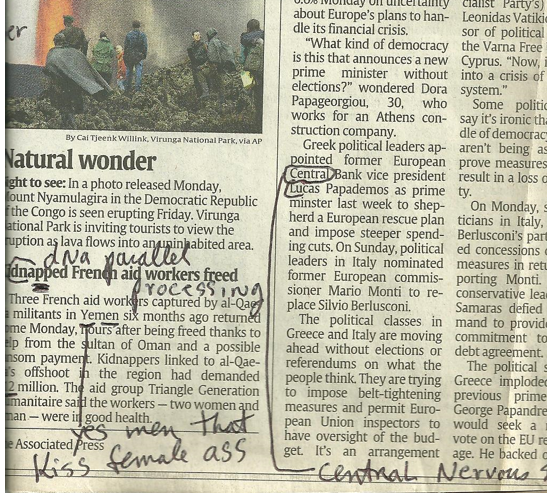 er
By Cai Tjeenk Willink, Virunga National Park, via AP
Natural wonder
ght to see: In a photo released Monday,
ount Nyamulagira in the Democratic Republic
f the Congo is seen erupting Friday. Virunga
ational Park is inviting tourists to view the
ruption as lava flows into an uninhabited area.
dna parallel
processing
idnapped French aid workers freed
Three French aid workers captured by al-Qae-
a militants in Yemen six months ago returned
ome Monday, hours after being freed thanks to
elp from the sultan of Oman and a possible
nsom payment. Kidnappers linked to al-Qae-
's offshoot in the region had demanded
2 million. The aid group Triangle Generation
umanitaire said the workers — two women and
man — were in good health.
yes men that
e Associated Press
Kiss female ass
0.6% Monday on uncertainty
about Europe's plans to han-
dle its financial crisis.
"What kind of democracy
is this that announces a new
prime minister without
elections?" wondered Dora
Papageorgiou, 30, who
works for an Athens con-
struction company.
Greek political leaders ap-
pointed former European
Central Bank vice president
Lucas Papademos as prime
minster last week to shep-
herd a European rescue plan
and impose steeper spend-
ing cuts. On Sunday, political
leaders in Italy nominated
former European commis-
sioner Mario Monti to re-
place Silvio Berlusconi.
The political classes in
Greece and Italy are moving
ahead without elections or
referendums on what the
people think. They are trying
to impose belt-tightening
measures and permit Euro-
pean Union inspectors to
have oversight of the bud-
get. It's an arrangement
Central Nervous S
cialist Party's)
Leonidas Vatiki
sor of political
the Varna Free
Cyprus. "Now, i
into a crisis of
system."
Some politic
say it's ironic tha
dle of democrac
aren't being as
prove measures
result in a loss o
ty.
On Monday, s
ticians in Italy,
Berlusconi's part
ed concessions o
measures in retu
porting Monti.
conservative lea
Samaras defied
mand to provide
commitment to
debt agreement.
The political s
Greece implode
previous prime
George Papandre
would seek a r
vote on the EU re
age. He backed o